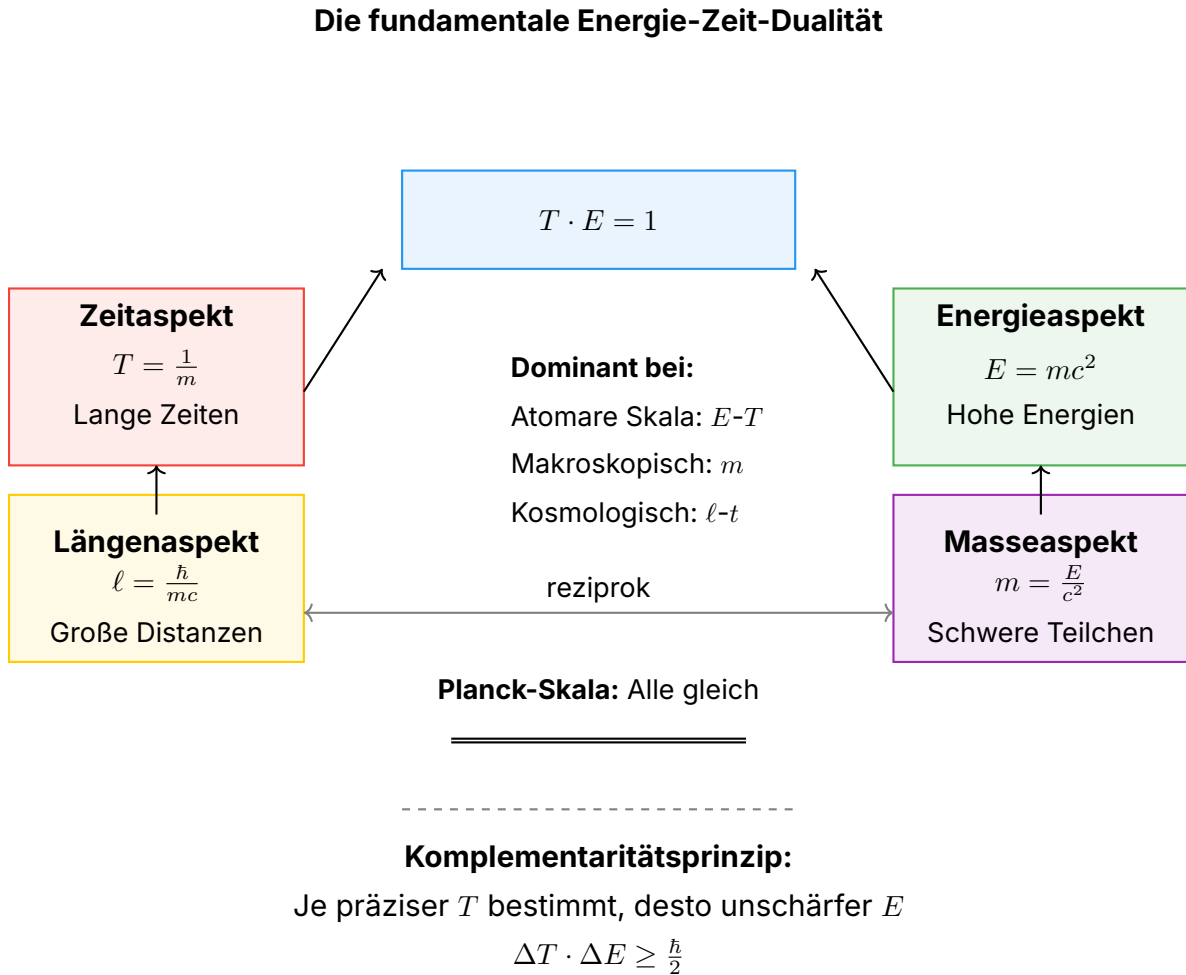 Die fundamentale Energie-Zeit-Dualität
T · E = 1
Zeitaspekt
T = 1/m
Lange Zeiten
Energieaspekt
E = mc²
Hohe Energien
Dominant bei:
Atomare Skala: E-T
Makroskopisch: m
Kosmologisch: ℓ-t
Längenaspekt
ℓ = ħ/mc
Große Distanzen
reziprok
Masseaspekt
m = E/c²
Schwere Teilchen
Planck-Skala: Alle gleich
Komplementaritätsprinzip:
Je präziser T bestimmt, desto unschärfer E
ΔT · ΔE ≥ ħ/2